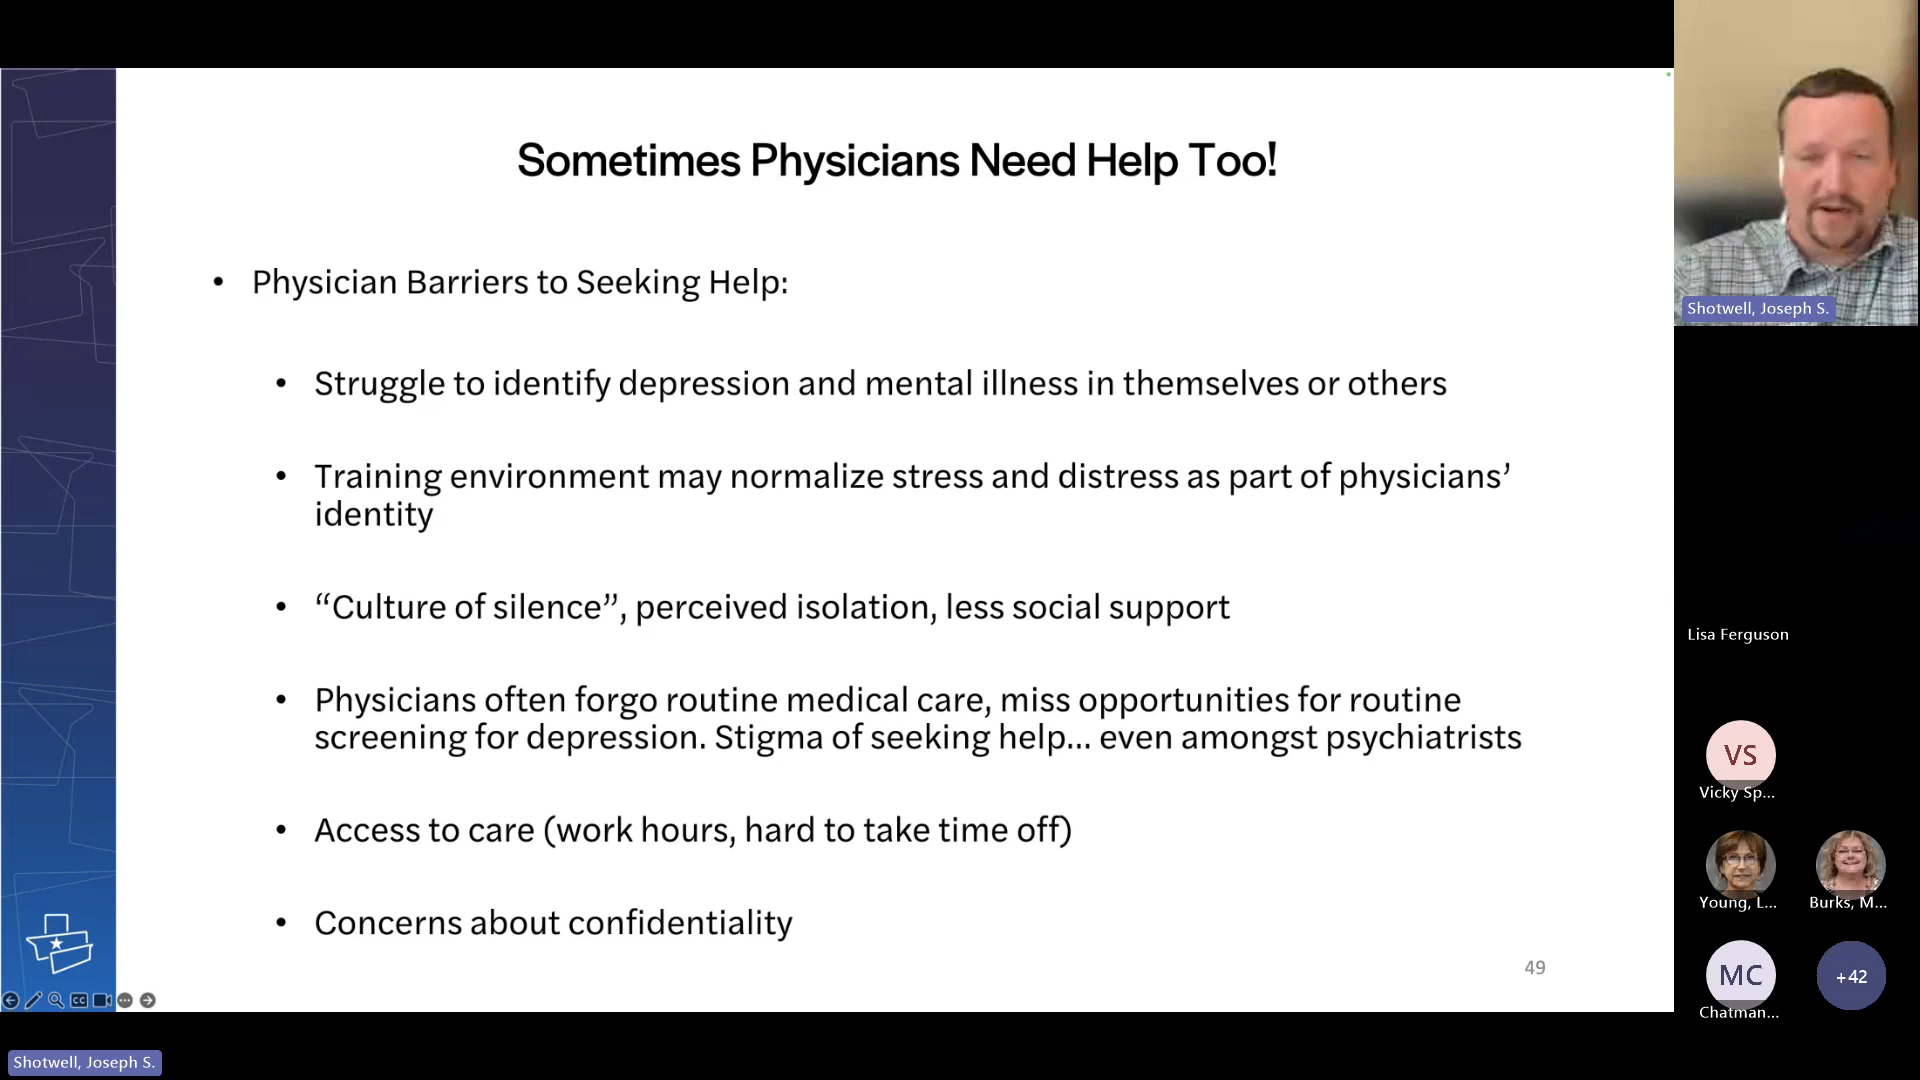 Sometimes Physicians Need Help Too!
• Physician Barriers to Seeking Help:
• Struggle to identify depression and mental illness in themselves or others
• Training environment may normalize stress and distress as part of physicians’
identity
• “Culture of silence”, perceived isolation, less social support
• Physicians often forgo routine medical care, miss opportunities for routine
screening for depression. Stigma of seeking help... even amongst psychiatrists
• Access to care (work hours, hard to take time off)
• Concerns about confidentiality
49
CC
Shotwell, Joseph S.
Shotwell, Joseph S.
Lisa Ferguson
VS
Vicky Sp...
Young, L...
Burks, M...
MC
+42
Chatman...